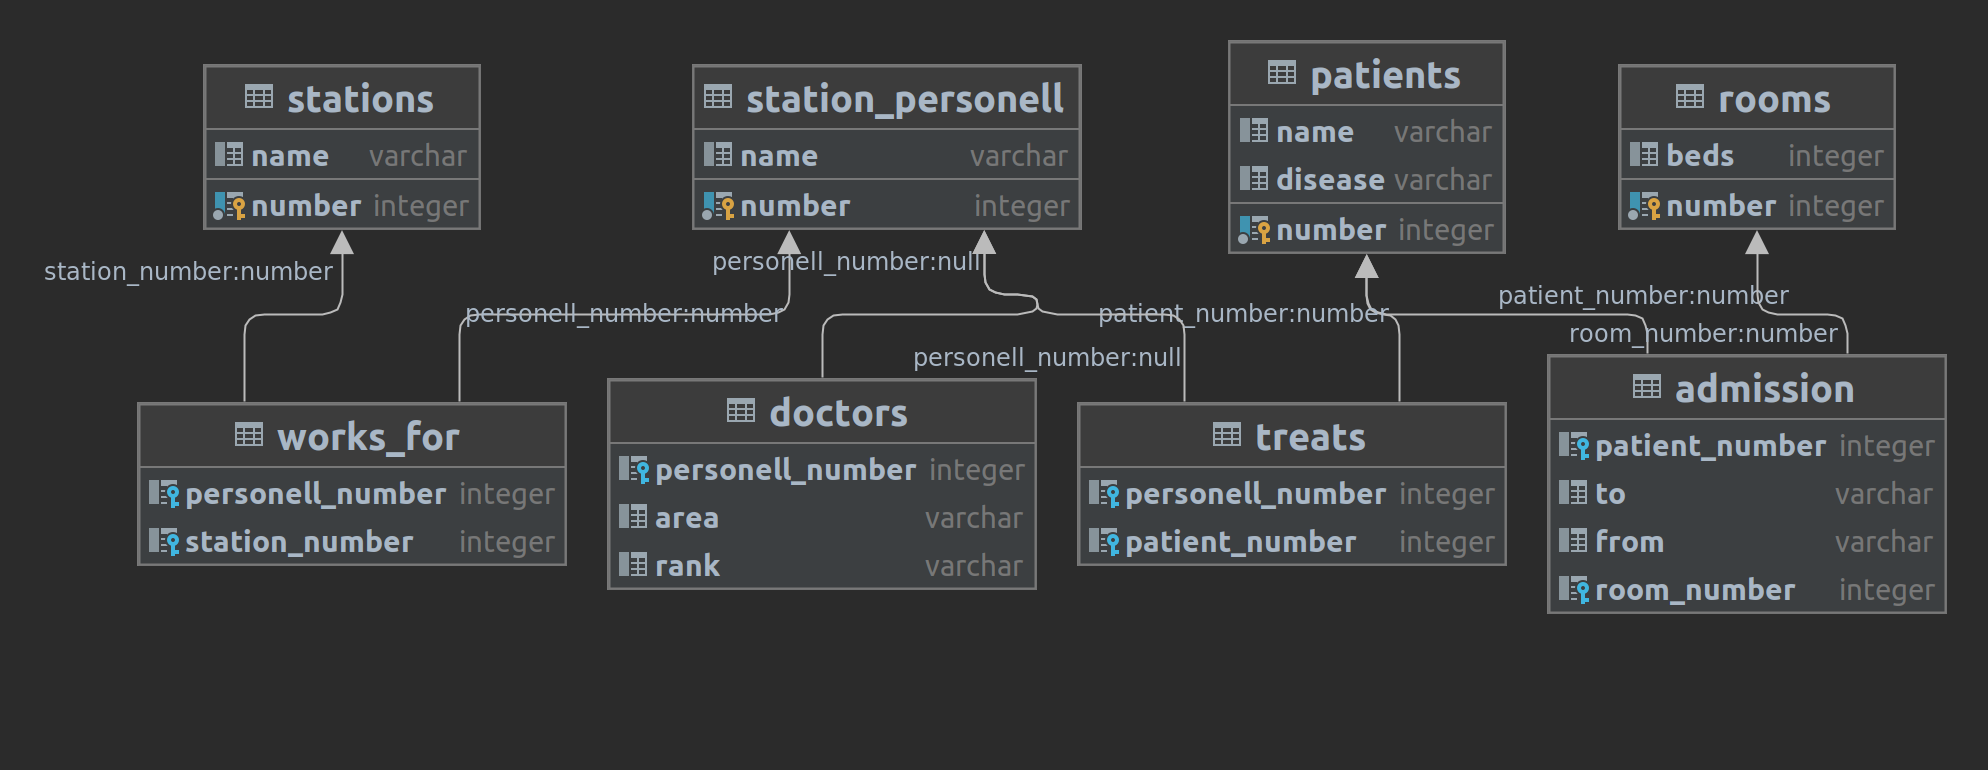 stations
name varchar
number integer
station_personell
name varchar
number integer
patients
name varchar
disease varchar
number integer
rooms
beds integer
number integer
station_number:number
personell_number:null
personell_number:number
patient_number:number
patient_number:number
room_number:number
personell_number:null
works_for
personell_number integer
station_number integer
doctors
personell_number integer
area varchar
rank varchar
treats
personell_number integer
patient_number integer
admission
patient_number integer
to varchar
from varchar
room_number integer